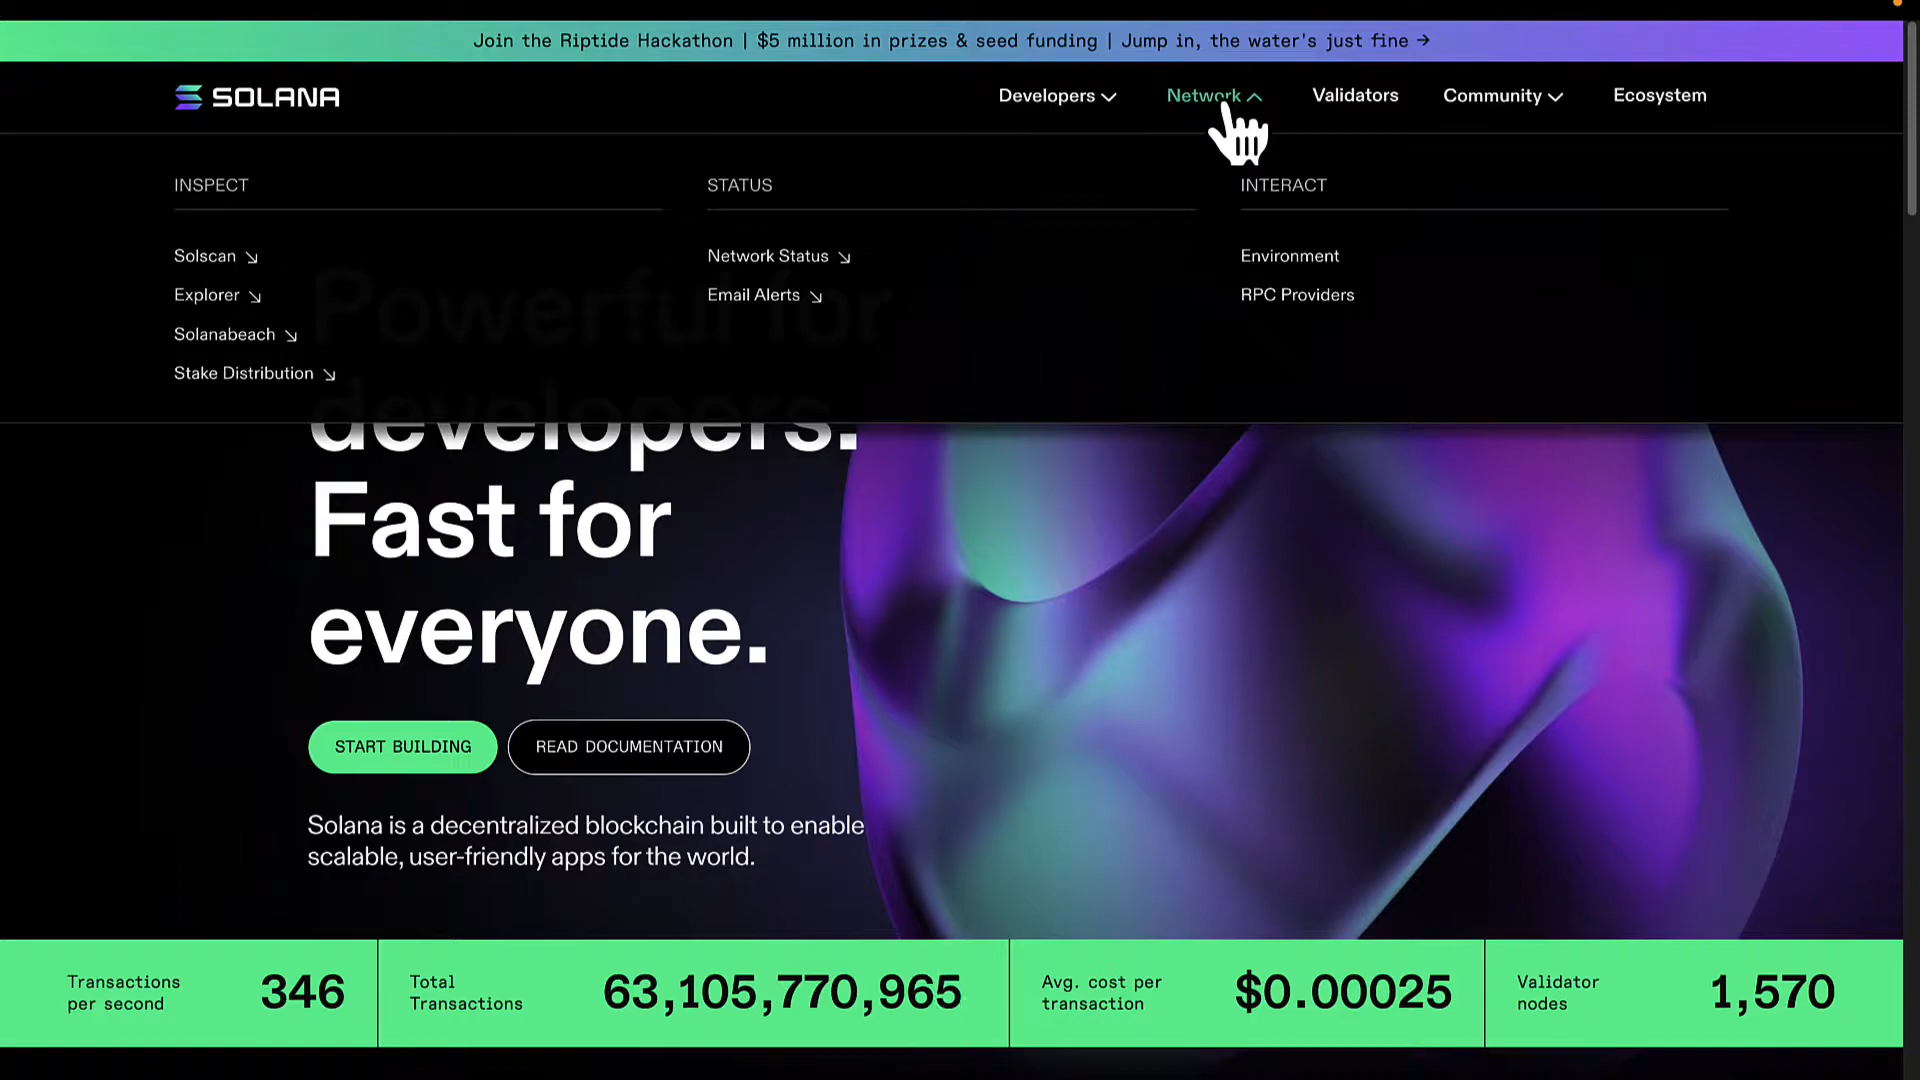 Join the Riptide Hackathon | $5 million in prizes & seed funding | Jump in, the water's just fine →
SOLANA
Developers
Network
Validators
Community
Ecosystem
INSPECT
Solscan ↘
Explorer ↘
Solanabeach ↘
Stake Distribution ↘
STATUS
Network Status ↘
Email Alerts ↘
INTERACT
Environment
RPC Providers
Powerful for
developers.
Fast for
everyone.
START BUILDING
READ DOCUMENTATION
Solana is a decentralized blockchain built to enable
scalable, user-friendly apps for the world.
Transactions
per second
346
Total
Transactions
63,105,770,965
Avg. cost per
transaction
$0.00025
Validator
nodes
1,570